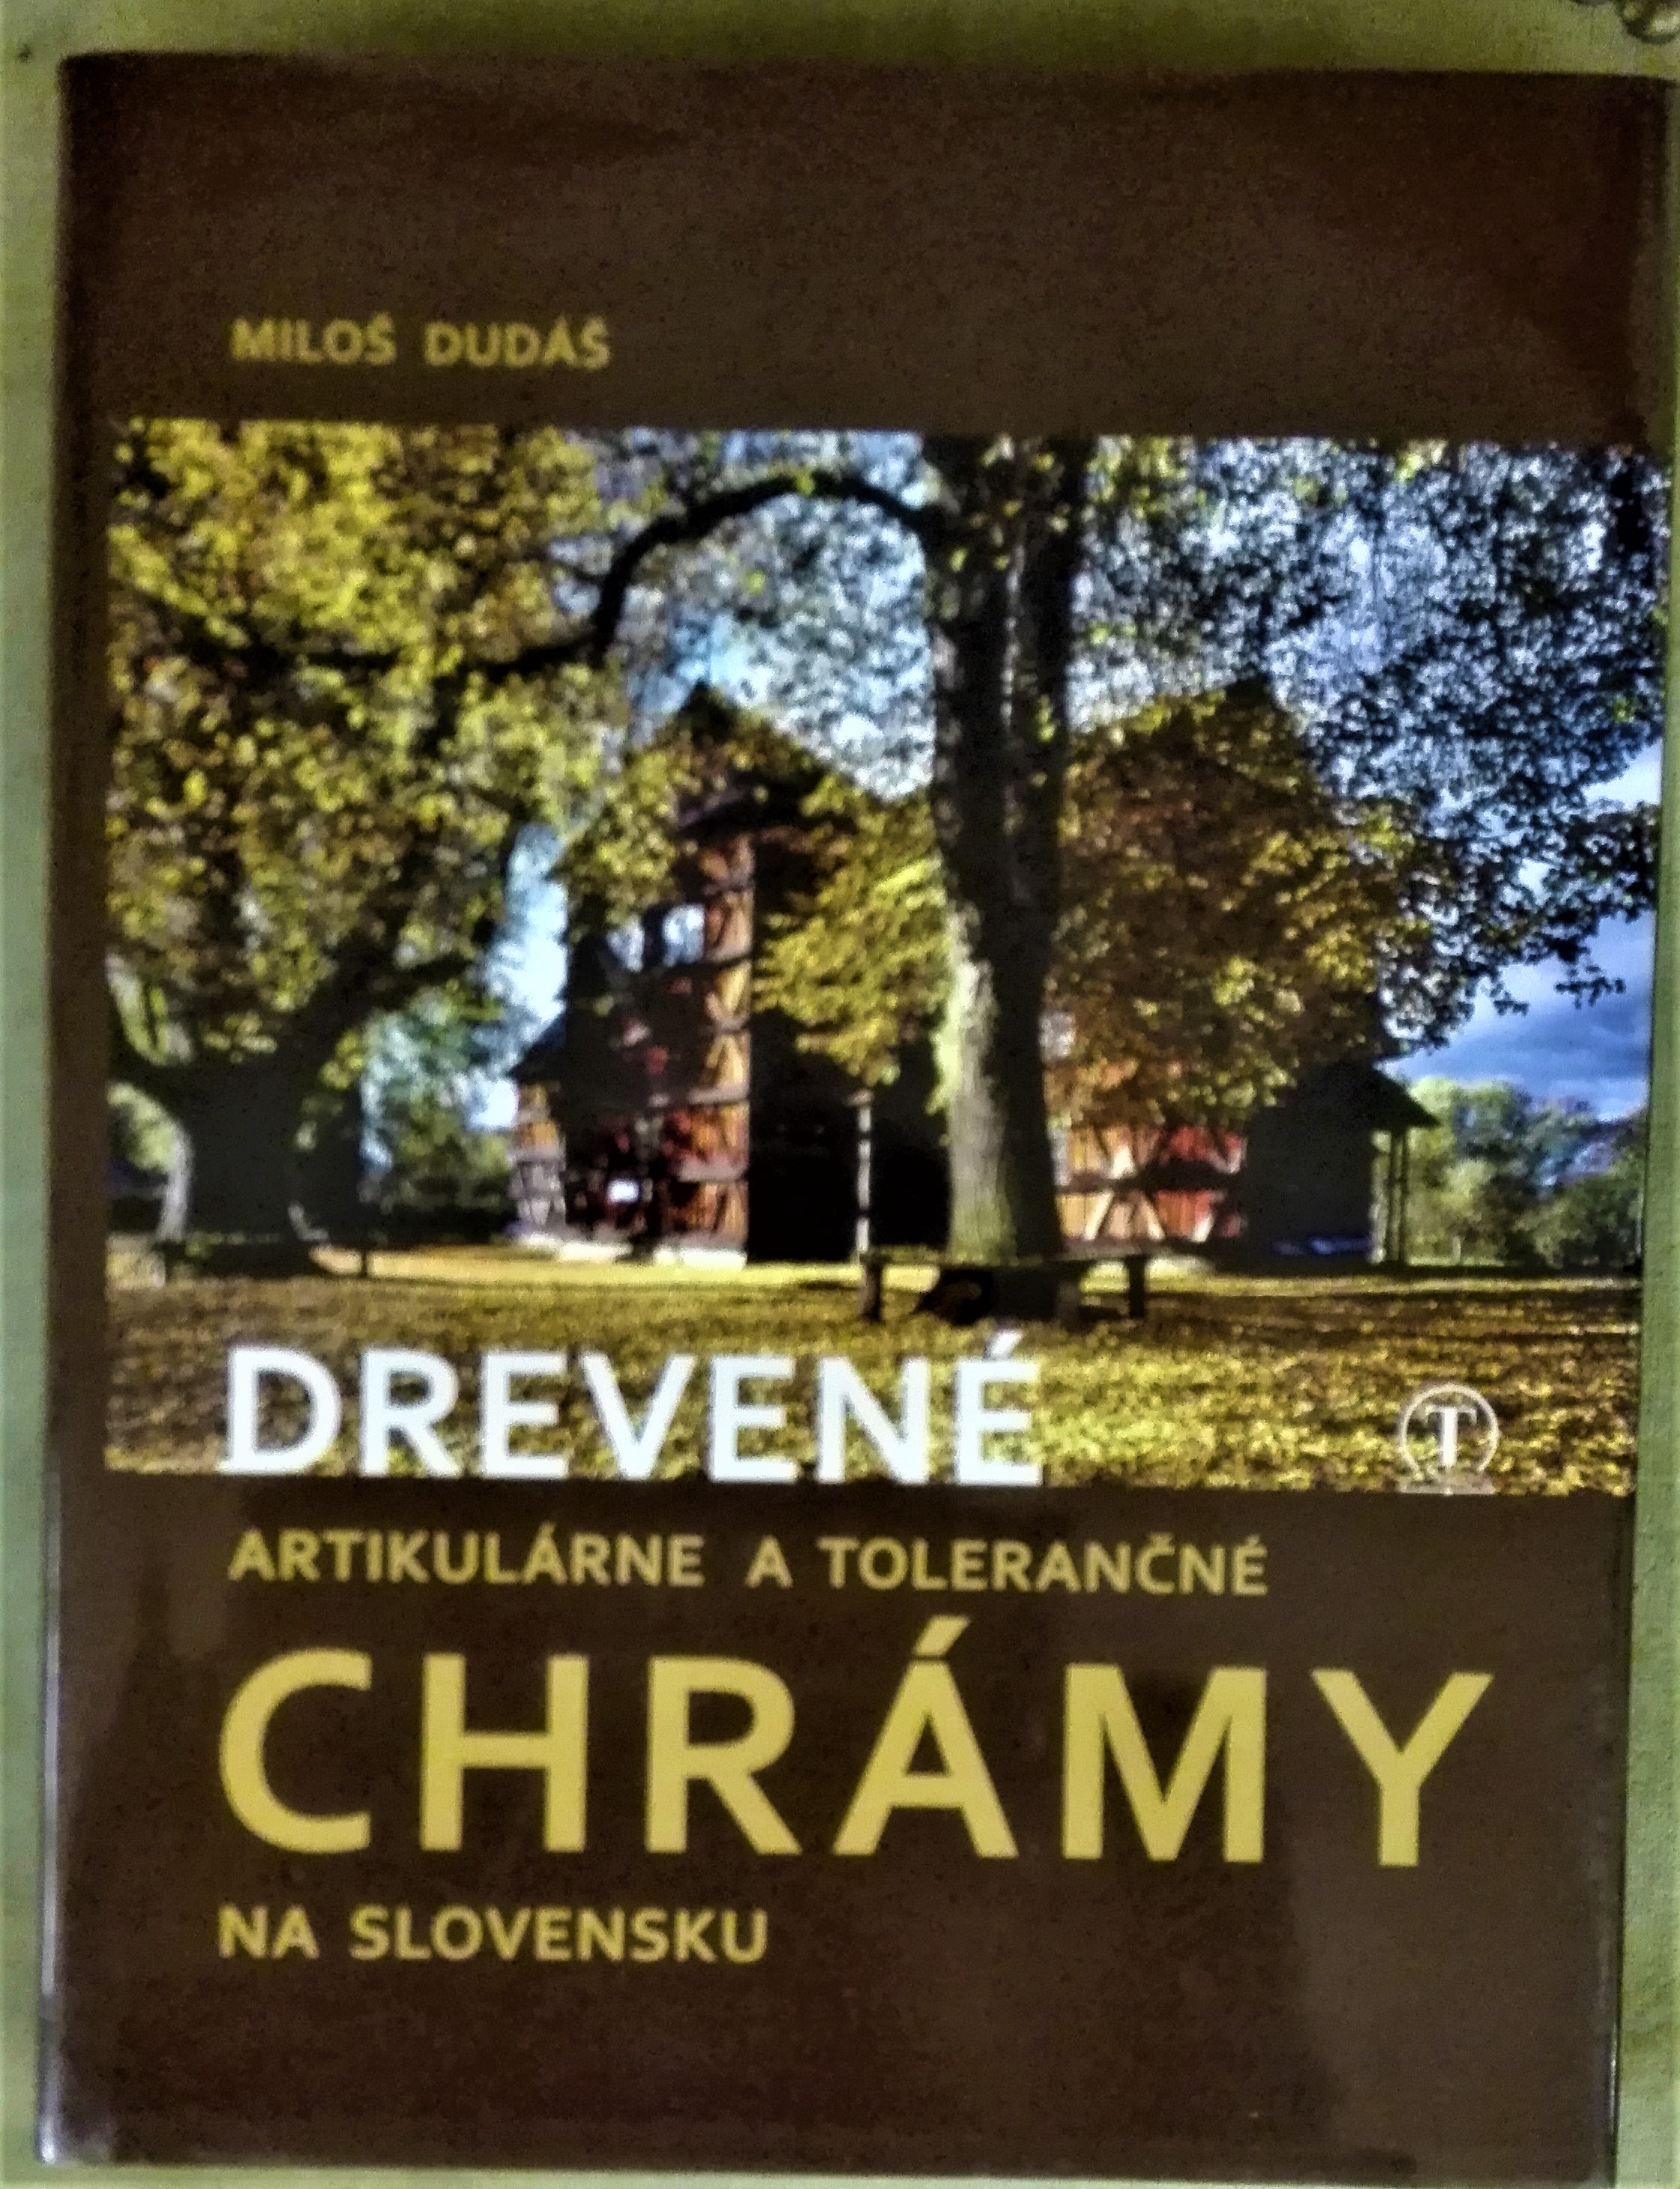 MILOŠ DUDÁŠ
DREVENÉ
ARTIKULÁRNE A TOLERANČNÉ
CHRÁMY
NA SLOVENSKU